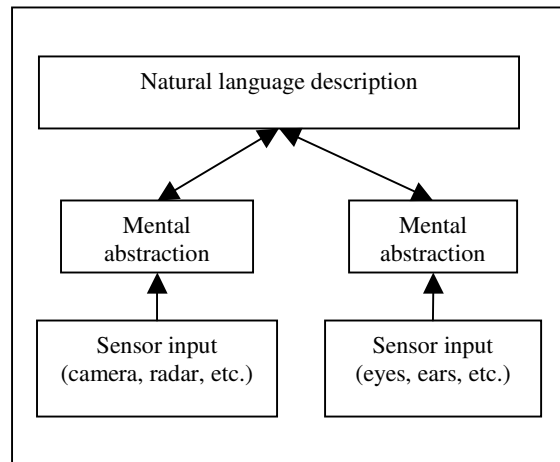 Natural language description
Mental
abstraction
Mental
abstraction
Sensor input
(camera, radar, etc.)
Sensor input
(eyes, ears, etc.)